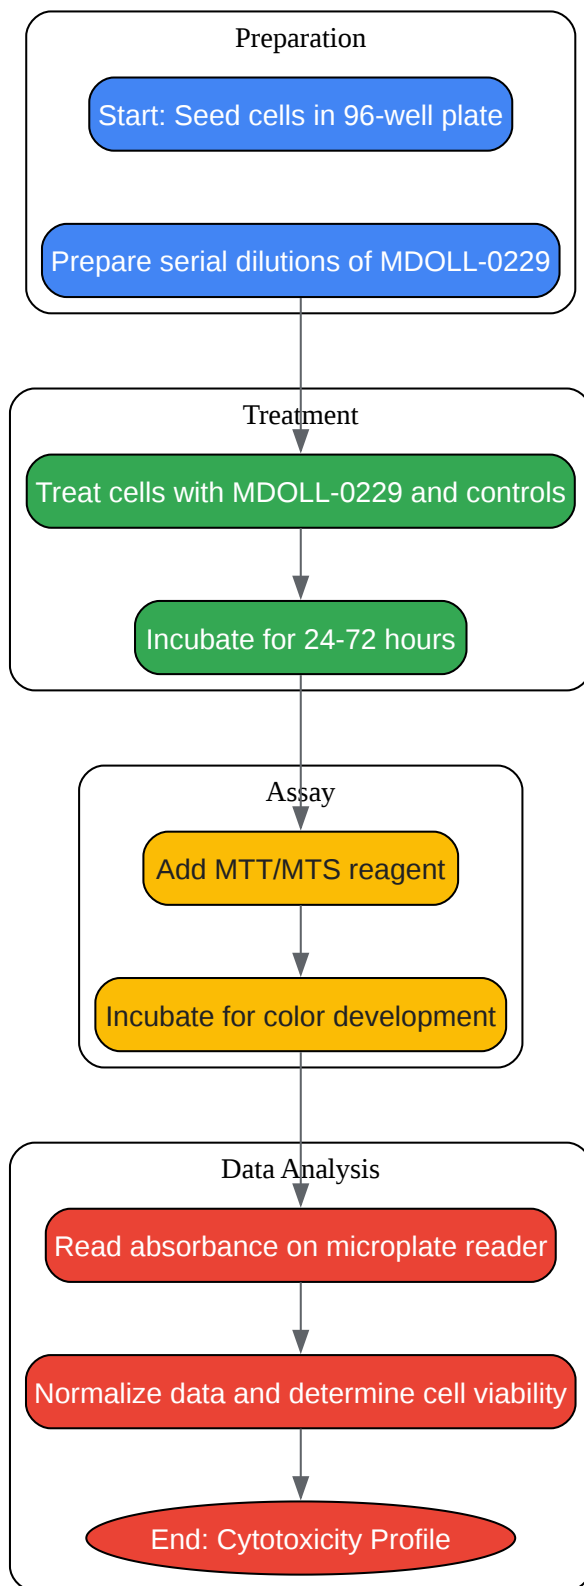 Preparation
Start: Seed cells in 96-well plate
Prepare serial dilutions of MDOLL-0229
Treatment
Treat cells with MDOLL-0229 and controls
Incubate for 24-72 hours
Assay
Add MTT/MTS reagent
Incubate for color development
Data Analysis
Read absorbance on microplate reader
Normalize data and determine cell viability
End: Cytotoxicity Profile